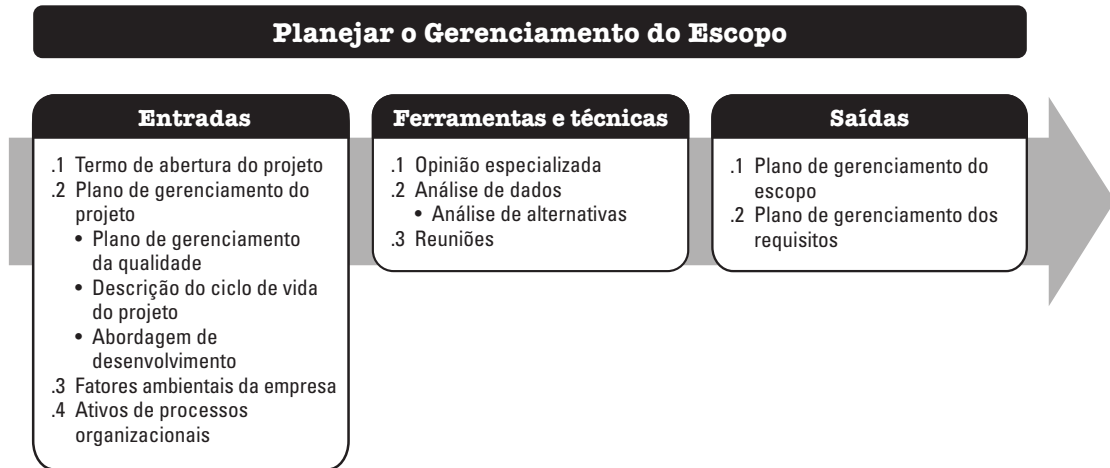 Planejar o Gerenciamento do Escopo
Entradas
.1 Termo de abertura do projeto
.2 Plano de gerenciamento do
projeto
• Plano de gerenciamento
da qualidade
• Descrição do ciclo de vida
do projeto
• Abordagem de
desenvolvimento
.3 Fatores ambientais da empresa
.4 Ativos de processos
organizacionais
Ferramentas e técnicas
.1 Opinião especializada
.2 Análise de dados
• Análise de alternativas
.3 Reuniões
Saídas
.1 Plano de gerenciamento do
escopo
.2 Plano de gerenciamento dos
requisitos